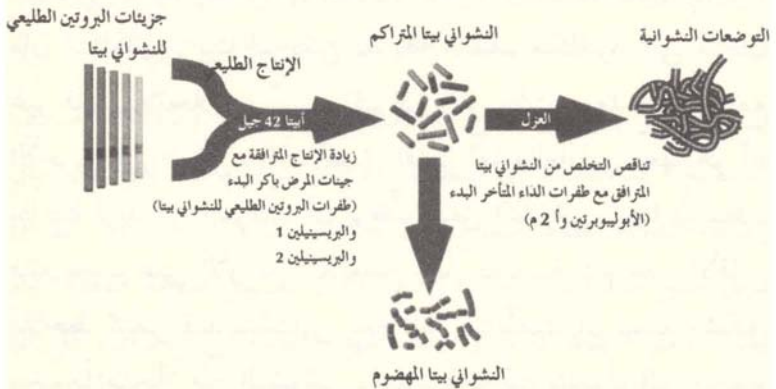 جزيئات البروتين الطليعي
للنشواني بيتا
الإنتاج الطليعي
أبيتا 42 جيل
زيادة الإنتاج المترافقة مع
جينات المرض باكر البدء
(طفرات البروتين الطليعي للنشواني بيتا)
والبريسينيلين 1
والبريسينيلين 2
النشواني بيتا المتراكم
العزل
تناقص التخلص من النشواني بيتا
المترافق مع طفرات الداء المتأخر البدء
(الأبوليبوبرتين وأ 2 م)
التوضعات النشوانية
النشواني بيتا المهضوم